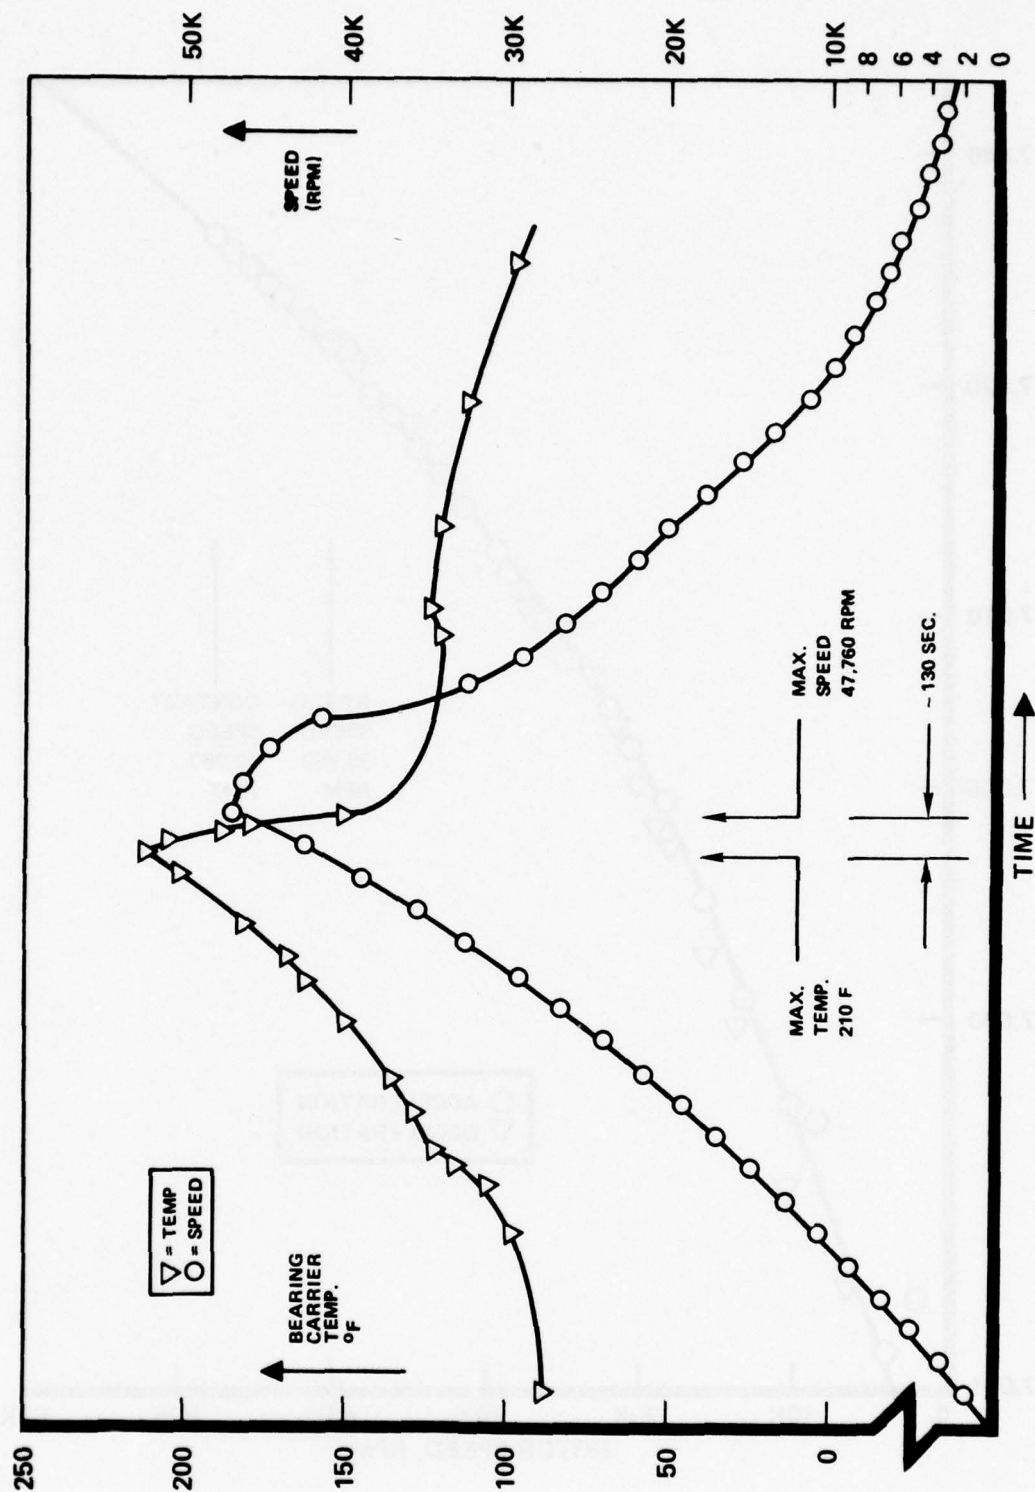 ▽ = TEMP
○ = SPEED
BEARING
CARRIER
TEMP.
°F
SPEED
(RPM)
250
200
150
100
50
0
50K
40K
30K
20K
10K
8
6
4
2
0
MAX.
TEMP.
210 F
MAX.
SPEED
47,760 RPM
~ 130 SEC.
TIME